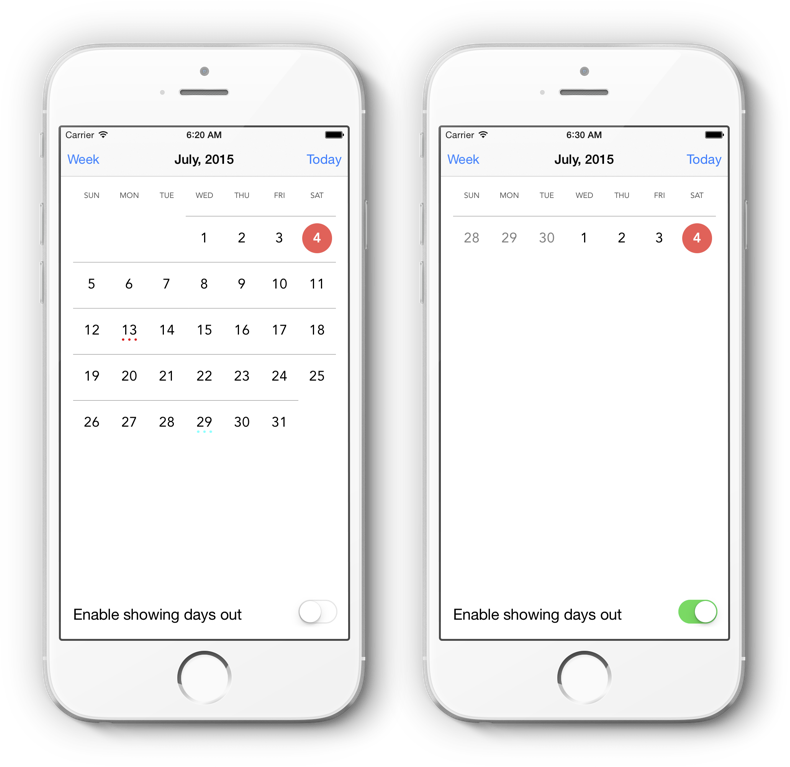 Carrier 6:20 AM
Week July, 2015 Today
SUN MON TUE WED THU FRI SAT
1 2 3 4
5 6 7 8 9 10 11
12 13 14 15 16 17 18
19 20 21 22 23 24 25
26 27 28 29 30 31
Enable showing days out
Carrier 6:30 AM
Week July, 2015 Today
SUN MON TUE WED THU FRI SAT
28 29 30 1 2 3 4
Enable showing days out